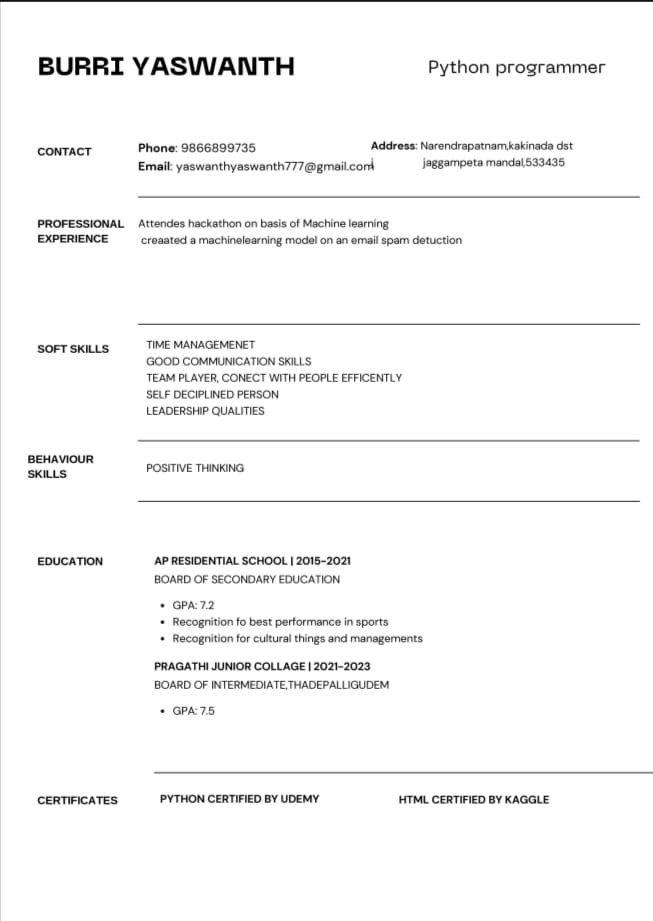 BURRI YASWANTH
Python programmer
CONTACT
Phone: 9866899735
Email: yaswanthyaswanth777@gmail.com
Address: Narendrapatnam,kakinada dst
jaggampeta mandal,533435
PROFESSIONAL
EXPERIENCE
Attendes hackathon on basis of Machine learning
creaated a machinelearning model on an email spam detuction
SOFT SKILLS
TIME MANAGEMENET
GOOD COMMUNICATION SKILLS
TEAM PLAYER, CONECT WITH PEOPLE EFFICENTLY
SELF DECIPLINED PERSON
LEADERSHIP QUALITIES
BEHAVIOUR
SKILLS
POSITIVE THINKING
EDUCATION
AP RESIDENTIAL SCHOOL | 2015-2021
BOARD OF SECONDARY EDUCATION
• GPA: 7.2
• Recognition fo best performance in sports
• Recognition for cultural things and managements
PRAGATHI JUNIOR COLLAGE | 2021-2023
BOARD OF INTERMEDIATE,THADEPALLIGUDEM
• GPA: 7.5
CERTIFICATES
PYTHON CERTIFIED BY UDEMY
HTML CERTIFIED BY KAGGLE